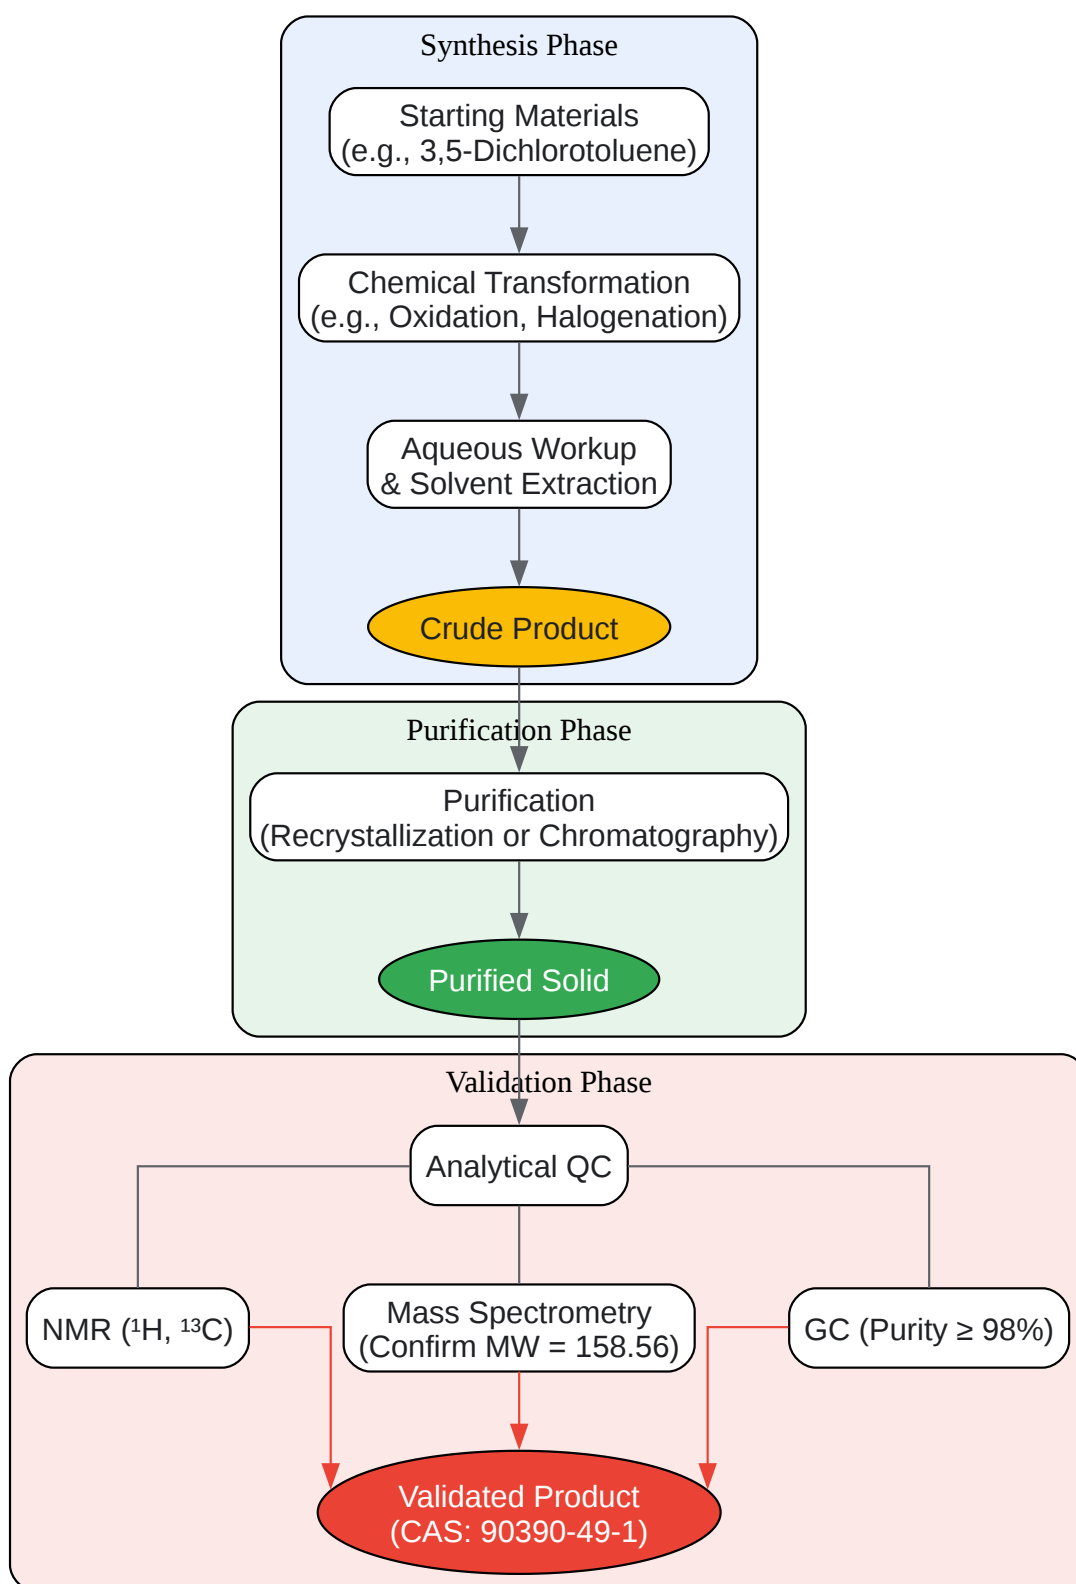 Synthesis Phase
Starting Materials
(e.g., 3,5-Dichlorotoluene)
Chemical Transformation
(e.g., Oxidation, Halogenation)
Aqueous Workup
& Solvent Extraction
Crude Product
Purification Phase
Purification
(Recrystallization or Chromatography)
Purified Solid
Validation Phase
Analytical QC
NMR (¹H, ¹³C)
Mass Spectrometry
(Confirm MW = 158.56)
GC (Purity ≥ 98%)
Validated Product
(CAS: 90390-49-1)